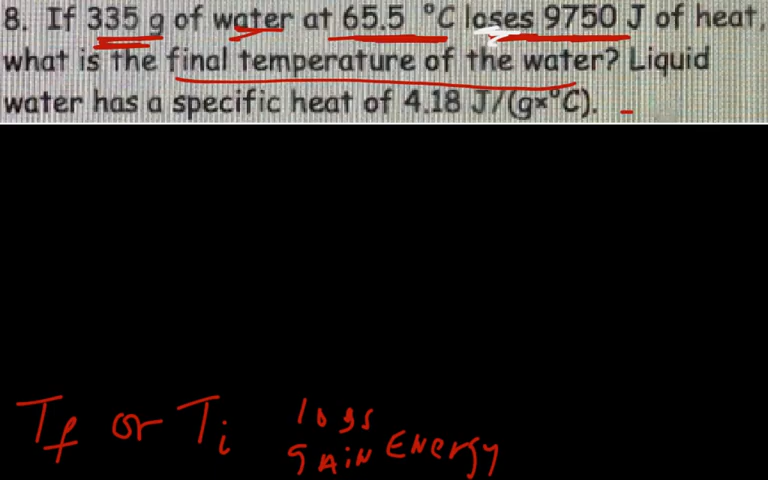 8. If 335 g of water at 65.5 °C loses 9750 J of heat,
what is the final temperature of the water? Liquid
water has a specific heat of 4.18 J/(g×°C).
Tf or Ti loss
gain Energy